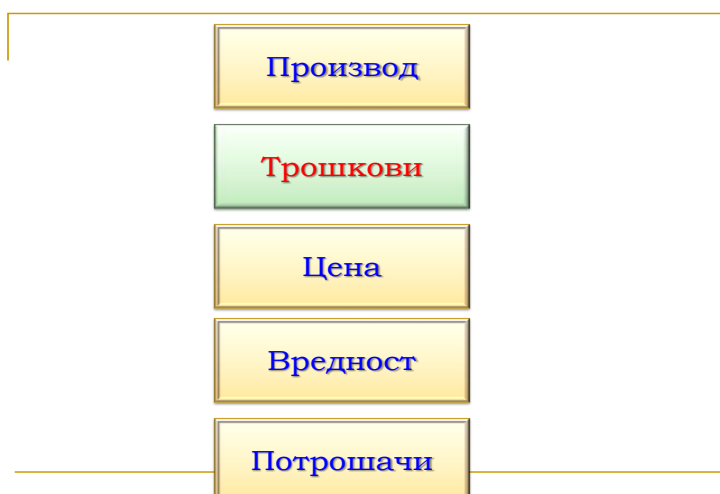 Производ
Трошкови
Цена
Вредност
Потрошачи